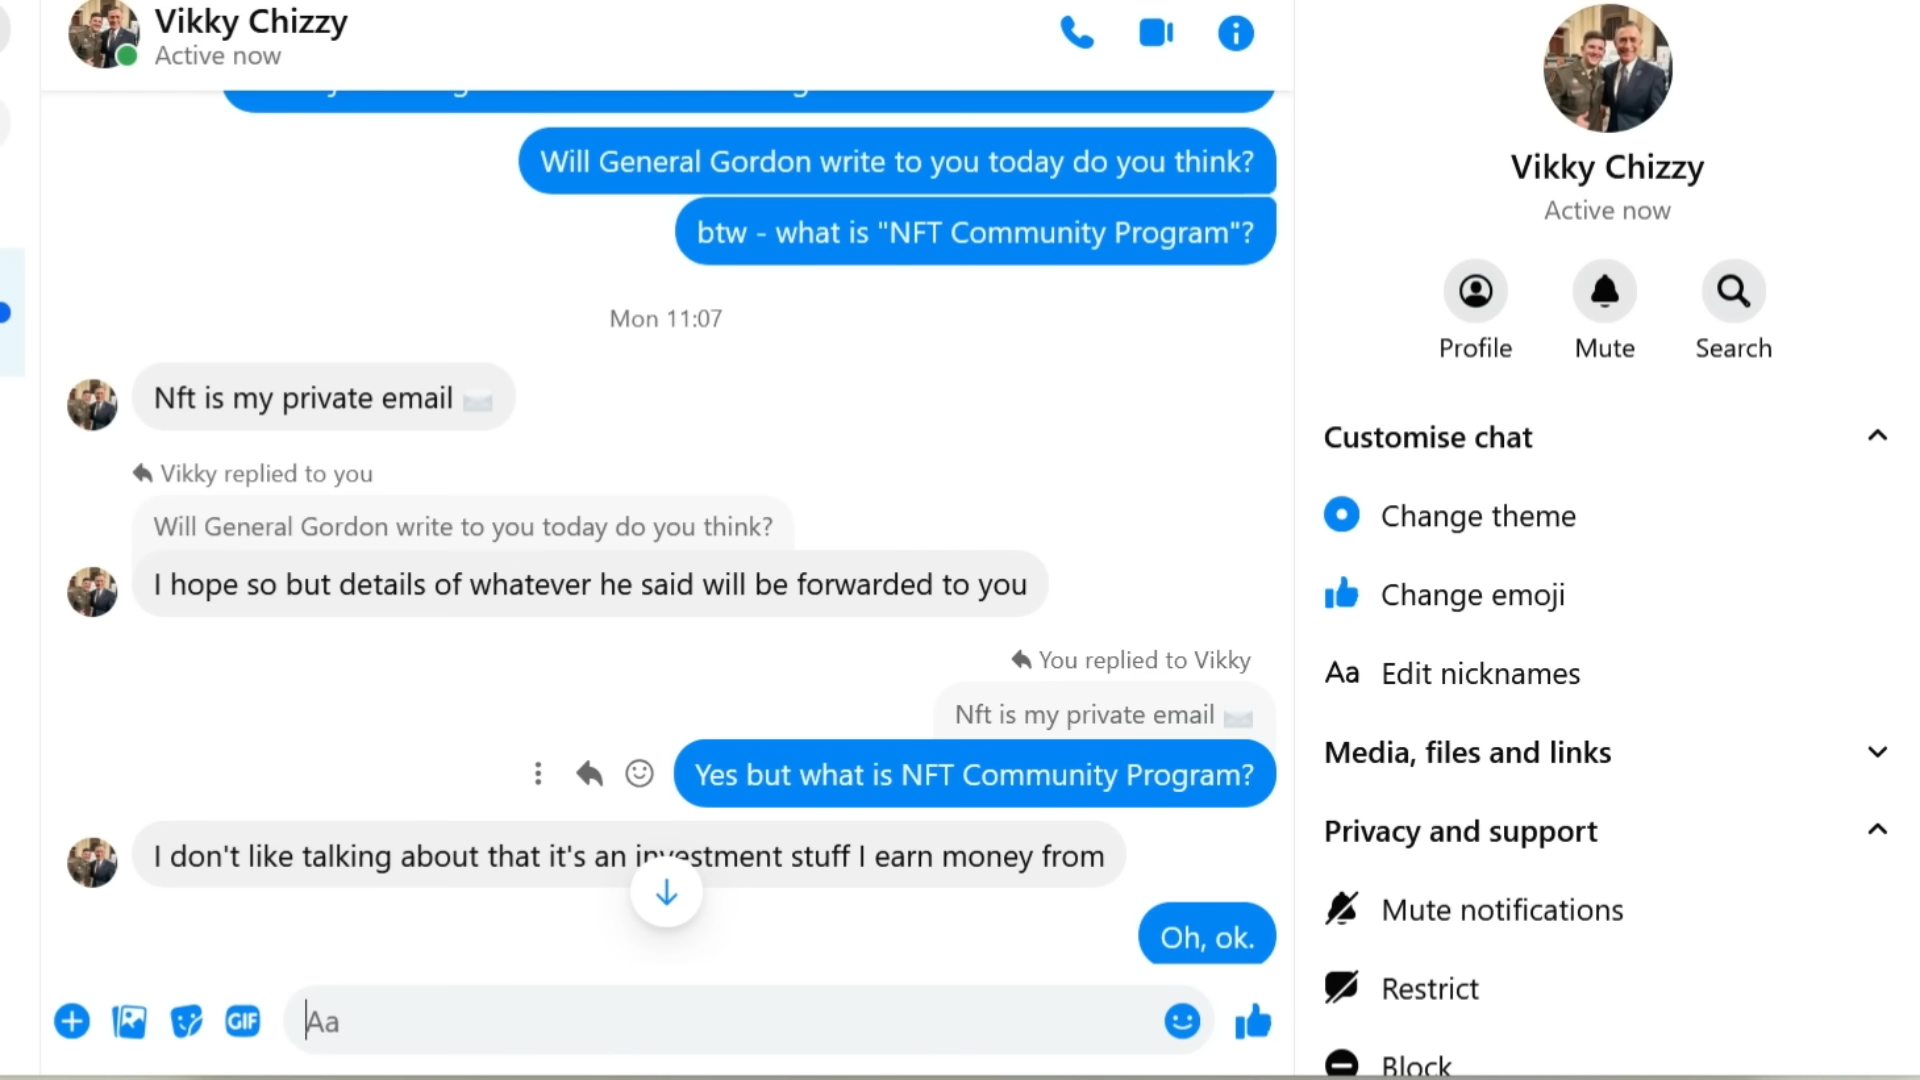 Vikky Chizzy
Active now
Will General Gordon write to you today do you think?
btw - what is "NFT Community Program"?
Mon 11:07
Nft is my private email
Vikky replied to you
Will General Gordon write to you today do you think?
I hope so but details of whatever he said will be forwarded to you
You replied to Vikky
Nft is my private email
Yes but what is NFT Community Program?
I don't like talking about that it's an investment stuff I earn money from
Oh, ok.
GIF
Aa
Vikky Chizzy
Active now
Profile
Mute
Search
Customise chat
Change theme
Change emoji
Aa Edit nicknames
Media, files and links
Privacy and support
Mute notifications
Restrict
Block